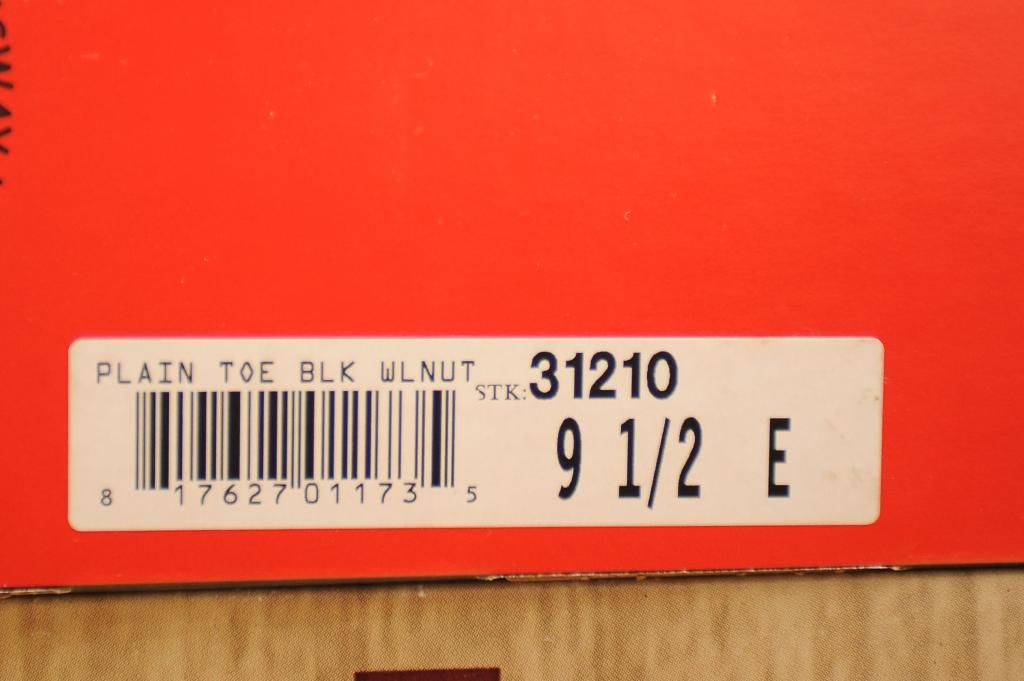 PLAIN TOE BLK WLNUT
STK: 31210
9 1/2 E
8 17627 01173 5